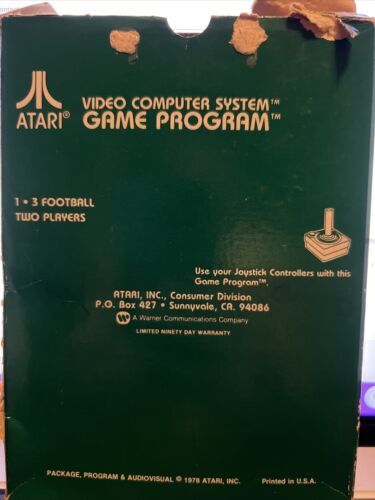 VIDEO COMPUTER SYSTEM™
ATARI® GAME PROGRAM™
1 • 3 FOOTBALL
TWO PLAYERS
Use your Joystick Controllers with this
Game Program™.
ATARI, INC., Consumer Division
P.O. Box 427 • Sunnyvale, CA. 94086
A Warner Communications Company
LIMITED NINETY DAY WARRANTY
PACKAGE, PROGRAM & AUDIOVISUAL © 1978 ATARI, INC.
Printed in U.S.A.